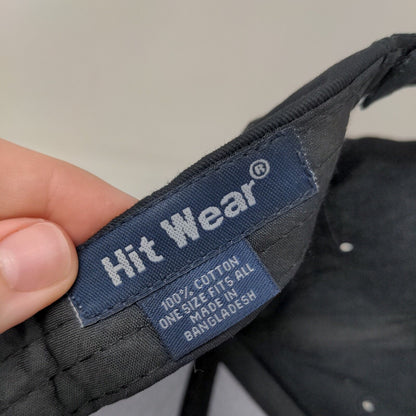 Hit Wear®
100% COTTON
ONE SIZE FITS ALL
MADE IN
BANGLADESH